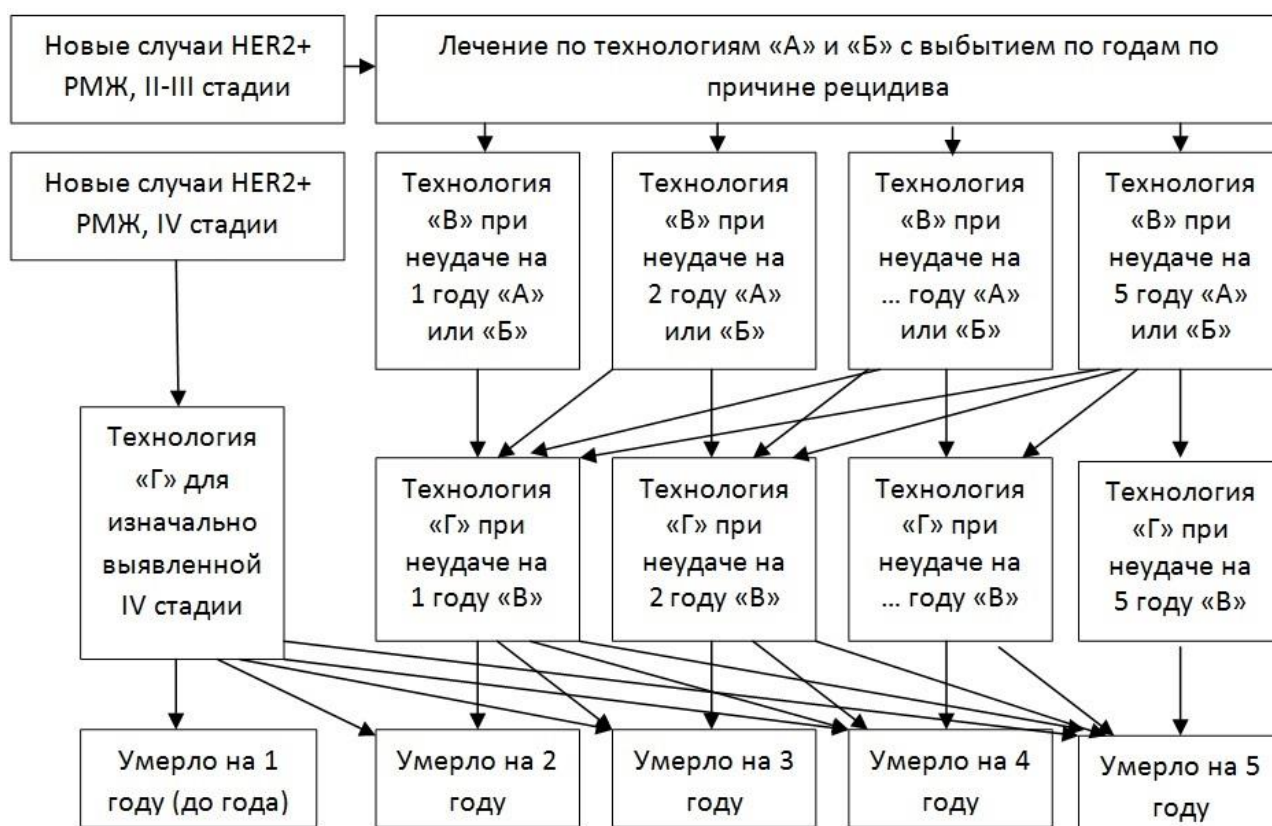 Новые случаи HER2+
РМЖ, II-III стадии
Лечение по технологиям «А» и «Б» с выбытием по годам по
причине рецидива
Новые случаи HER2+
РМЖ, IV стадии
Технология
«В» при
неудаче на
1 году «А»
или «Б»
Технология
«В» при
неудаче на
2 году «А»
или «Б»
Технология
«В» при
неудаче на
... году «А»
или «Б»
Технология
«В» при
неудаче на
5 году «А»
или «Б»
Технология
«Г» для
изначально
выявленной
IV стадии
Технология
«Г» при
неудаче на
1 году «В»
Технология
«Г» при
неудаче на
2 году «В»
Технология
«Г» при
неудаче на
... году «В»
Технология
«Г» при
неудаче на
5 году «В»
Умерло на 1
году (до года)
Умерло на 2
году
Умерло на 3
году
Умерло на 4
году
Умерло на 5
году